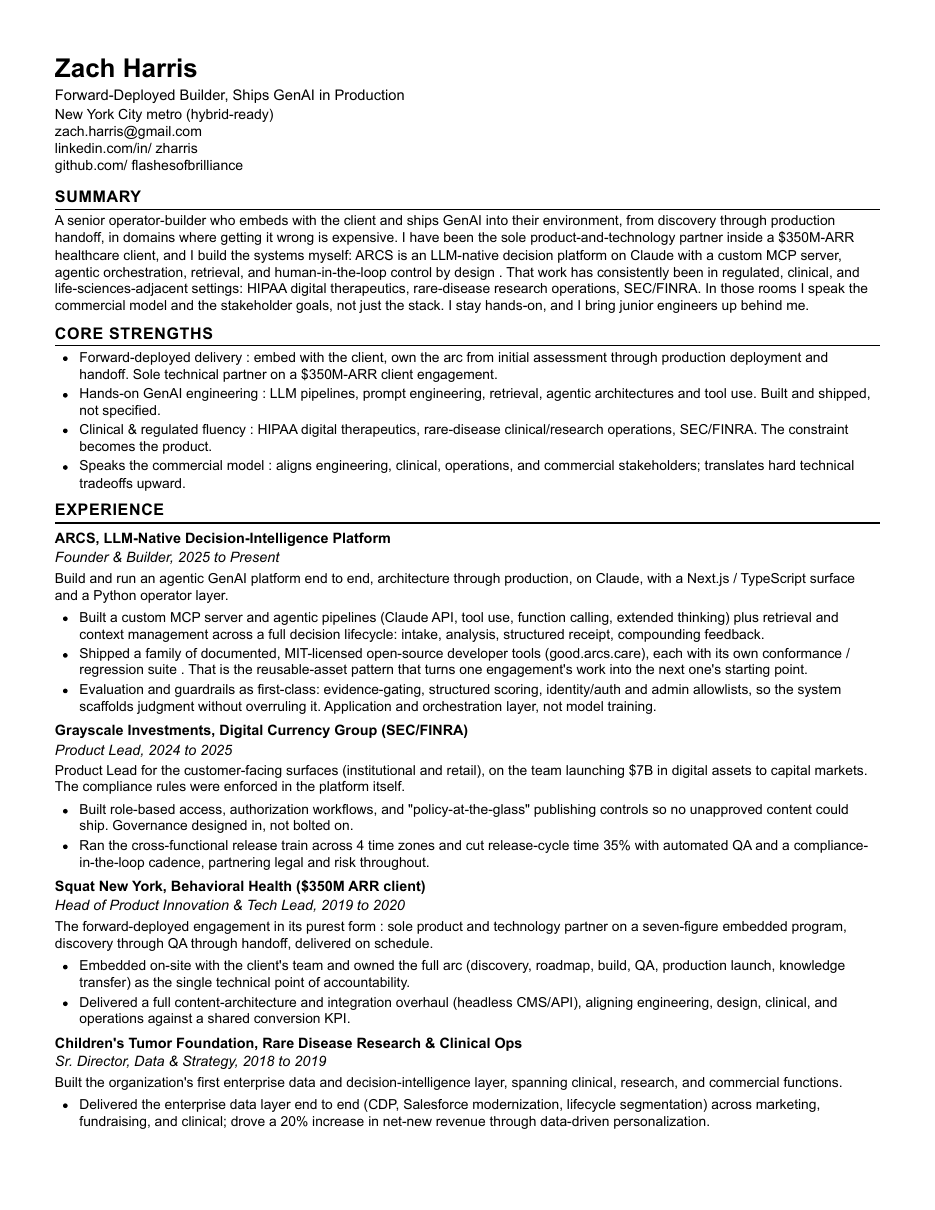 Zach Harris
Forward-Deployed Builder, Ships GenAI in Production
New York City metro (hybrid-ready)
zach.harris@gmail.com
linkedin.com/in/ zharris
github.com/ flashesofbrilliance
SUMMARY
A senior operator-builder who embeds with the client and ships GenAI into their environment, from discovery through production
handoff, in domains where getting it wrong is expensive. I have been the sole product-and-technology partner inside a $350M-ARR
healthcare client, and I build the systems myself: ARCS is an LLM-native decision platform on Claude with a custom MCP server,
agentic orchestration, retrieval, and human-in-the-loop control by design . That work has consistently been in regulated, clinical, and
life-sciences-adjacent settings: HIPAA digital therapeutics, rare-disease research operations, SEC/FINRA. In those rooms I speak the
commercial model and the stakeholder goals, not just the stack. I stay hands-on, and I bring junior engineers up behind me.
CORE STRENGTHS
• Forward-deployed delivery : embed with the client, own the arc from initial assessment through production deployment and
handoff. Sole technical partner on a $350M-ARR client engagement.
• Hands-on GenAI engineering : LLM pipelines, prompt engineering, retrieval, agentic architectures and tool use. Built and shipped,
not specified.
• Clinical & regulated fluency : HIPAA digital therapeutics, rare-disease clinical/research operations, SEC/FINRA. The constraint
becomes the product.
• Speaks the commercial model : aligns engineering, clinical, operations, and commercial stakeholders; translates hard technical
tradeoffs upward.
EXPERIENCE
ARCS, LLM-Native Decision-Intelligence Platform
Founder & Builder, 2025 to Present
Build and run an agentic GenAI platform end to end, architecture through production, on Claude, with a Next.js / TypeScript surface
and a Python operator layer.
• Built a custom MCP server and agentic pipelines (Claude API, tool use, function calling, extended thinking) plus retrieval and
context management across a full decision lifecycle: intake, analysis, structured receipt, compounding feedback.
• Shipped a family of documented, MIT-licensed open-source developer tools (good.arcs.care), each with its own conformance /
regression suite . That is the reusable-asset pattern that turns one engagement's work into the next one's starting point.
• Evaluation and guardrails as first-class: evidence-gating, structured scoring, identity/auth and admin allowlists, so the system
scaffolds judgment without overruling it. Application and orchestration layer, not model training.
Grayscale Investments, Digital Currency Group (SEC/FINRA)
Product Lead, 2024 to 2025
Product Lead for the customer-facing surfaces (institutional and retail), on the team launching $7B in digital assets to capital markets.
The compliance rules were enforced in the platform itself.
• Built role-based access, authorization workflows, and "policy-at-the-glass" publishing controls so no unapproved content could
ship. Governance designed in, not bolted on.
• Ran the cross-functional release train across 4 time zones and cut release-cycle time 35% with automated QA and a compliance-
in-the-loop cadence, partnering legal and risk throughout.
Squat New York, Behavioral Health ($350M ARR client)
Head of Product Innovation & Tech Lead, 2019 to 2020
The forward-deployed engagement in its purest form : sole product and technology partner on a seven-figure embedded program,
discovery through QA through handoff, delivered on schedule.
• Embedded on-site with the client's team and owned the full arc (discovery, roadmap, build, QA, production launch, knowledge
transfer) as the single technical point of accountability.
• Delivered a full content-architecture and integration overhaul (headless CMS/API), aligning engineering, design, clinical, and
operations against a shared conversion KPI.
Children's Tumor Foundation, Rare Disease Research & Clinical Ops
Sr. Director, Data & Strategy, 2018 to 2019
Built the organization's first enterprise data and decision-intelligence layer, spanning clinical, research, and commercial functions.
• Delivered the enterprise data layer end to end (CDP, Salesforce modernization, lifecycle segmentation) across marketing,
fundraising, and clinical; drove a 20% increase in net-new revenue through data-driven personalization.